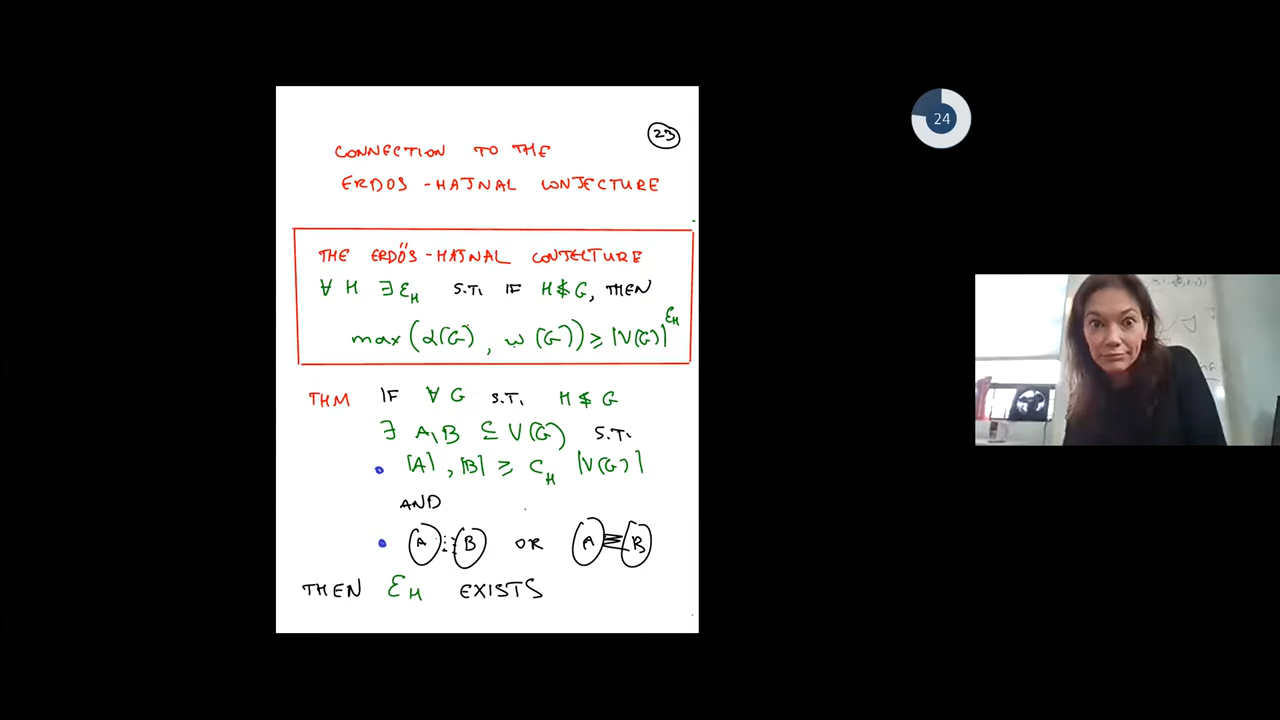 23
CONNECTION TO THE
ERDOS-HAJNAL CONJECTURE
THE ERDŐS-HAJNAL CONJECTURE
∀ H ∃ ε_H S.T. IF H $ G, THEN
max(α(G), ω(G)) ≥ |V(G)|^{ε_H}
THM IF ∀ G S.T. H $ G
∃ A, B ⊆ V(G) S.T.
• |A|, |B| ≥ C_H |V(G)|
AND
• A B OR A B
THEN ε_H EXISTS
24